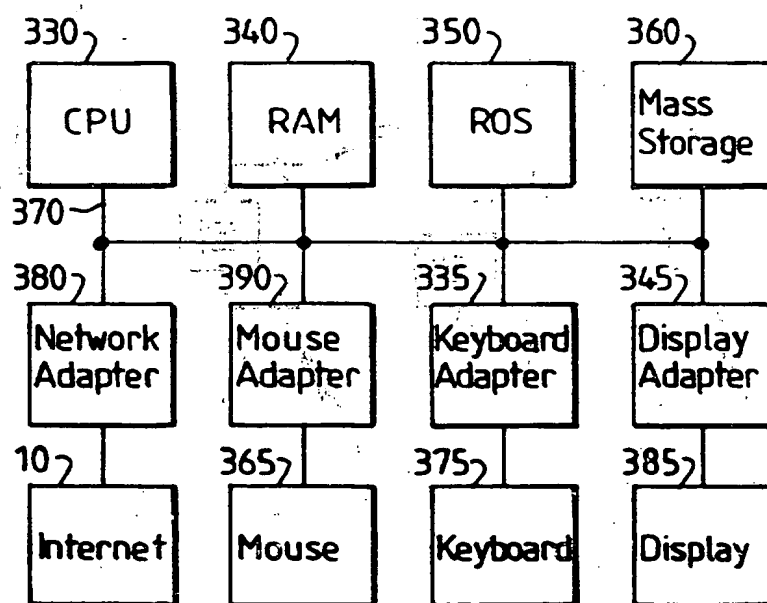 330 340 350 360
CPU RAM ROS Mass
Storage
370
380 390 335 345
Network Mouse Keyboard Display
Adapter Adapter Adapter Adapter
10 365 375 385
Internet Mouse Keyboard Display